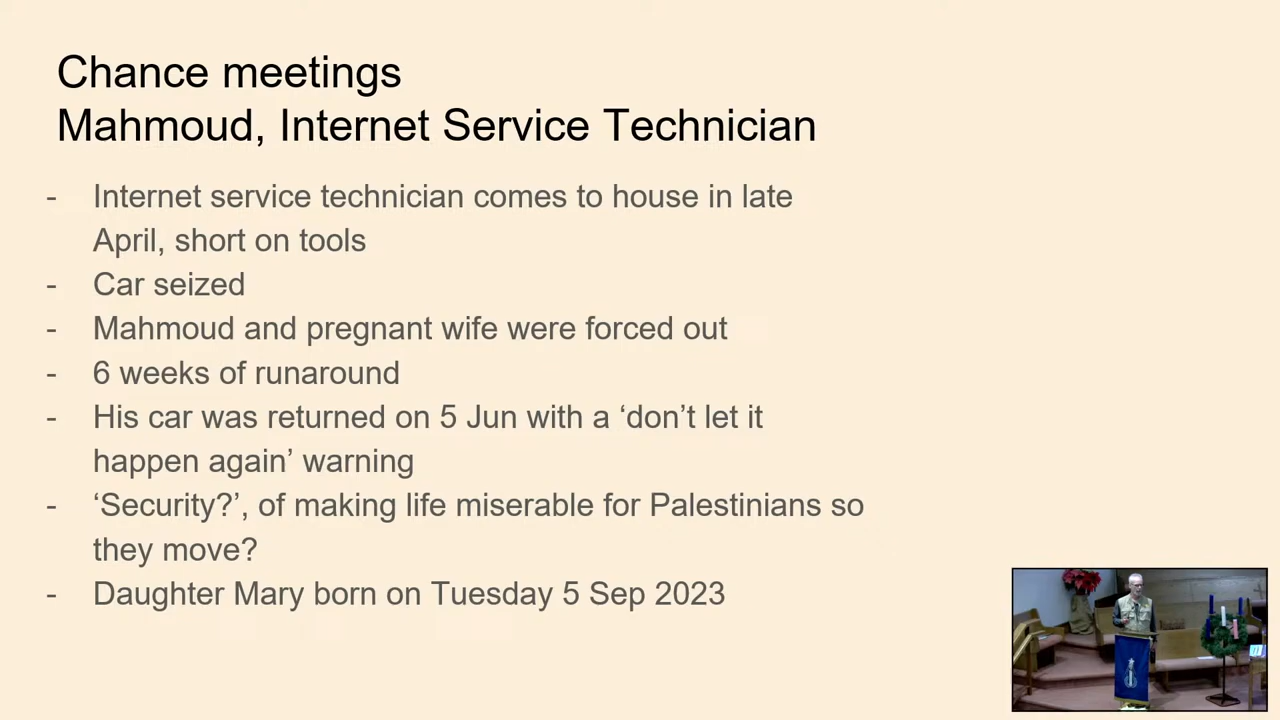 Chance meetings
Mahmoud, Internet Service Technician
- Internet service technician comes to house in late
April, short on tools
- Car seized
- Mahmoud and pregnant wife were forced out
- 6 weeks of runaround
- His car was returned on 5 Jun with a ‘don’t let it
happen again’ warning
- ‘Security?’, of making life miserable for Palestinians so
they move?
- Daughter Mary born on Tuesday 5 Sep 2023